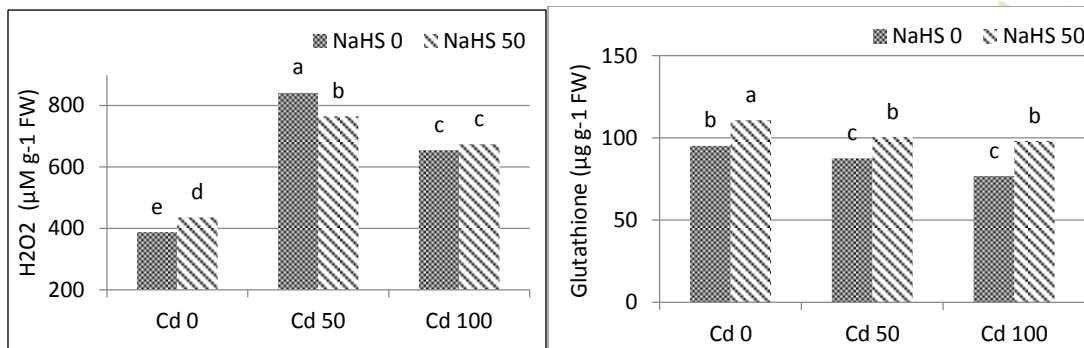 NaHS 0 NaHS 50
H2O2 (µM g-1 FW)
800
600
400
200
e d a b c c
Cd 0 Cd 50 Cd 100
NaHS 0 NaHS 50
Glutathione (µg g-1 FW)
150
100
50
0
b a c b c b
Cd 0 Cd 50 Cd 100